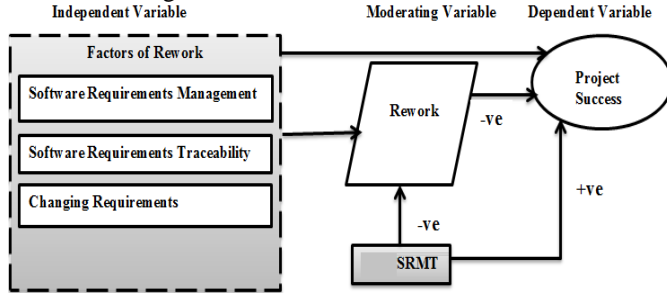 Independent Variable
Moderating Variable
Dependent Variable
Factors of Rework
Software Requirements Management
Software Requirements Traceability
Changing Requirements
Rework
Project
Success
-ve
-ve
+ve
SRMT